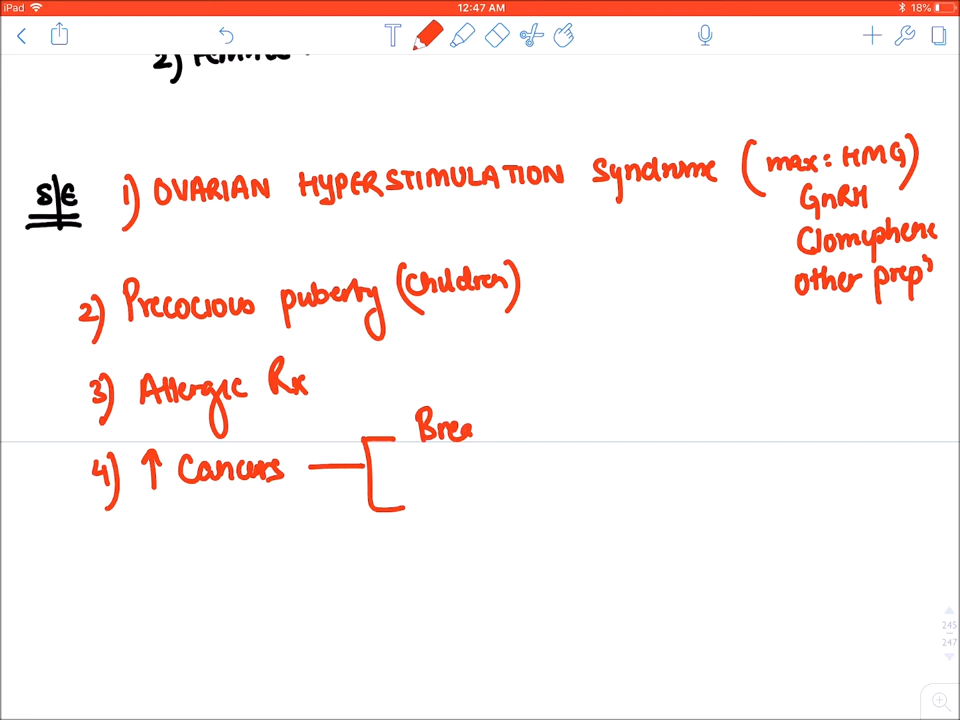 iPad
12:47 AM
18%
T
2)
S/E
1) OVARIAN HYPERSTIMULATION Syndrome (max: HMG)
GnRH
Clomiphene
other prep'
2) Precocious puberty (children)
3) Allergic Rx
4) ↑ Cancers
Brea
245
247